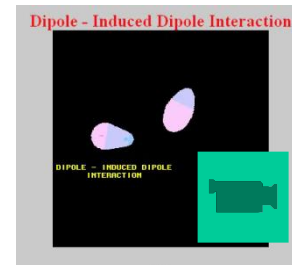 Dipole - Induced Dipole Interaction
DIPOLE - INDUCED DIPOLE
INTERACTION